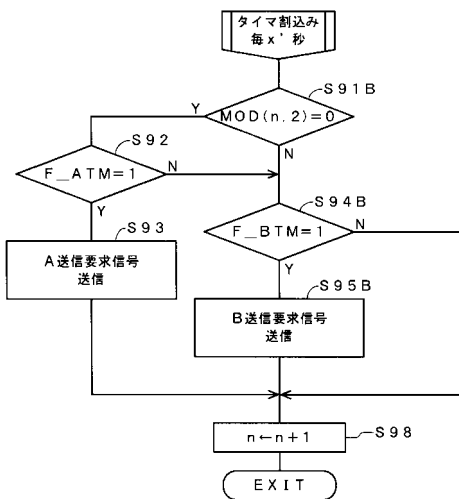 タイマ割込み
毎x'秒
S91B
MOD(n,2)=0
Y
N
S92
F_ATM=1
N
Y
S94B
F_BTM=1
N
Y
S93
A送信要求信号
送信
S95B
B送信要求信号
送信
n←n+1
S98
EXIT